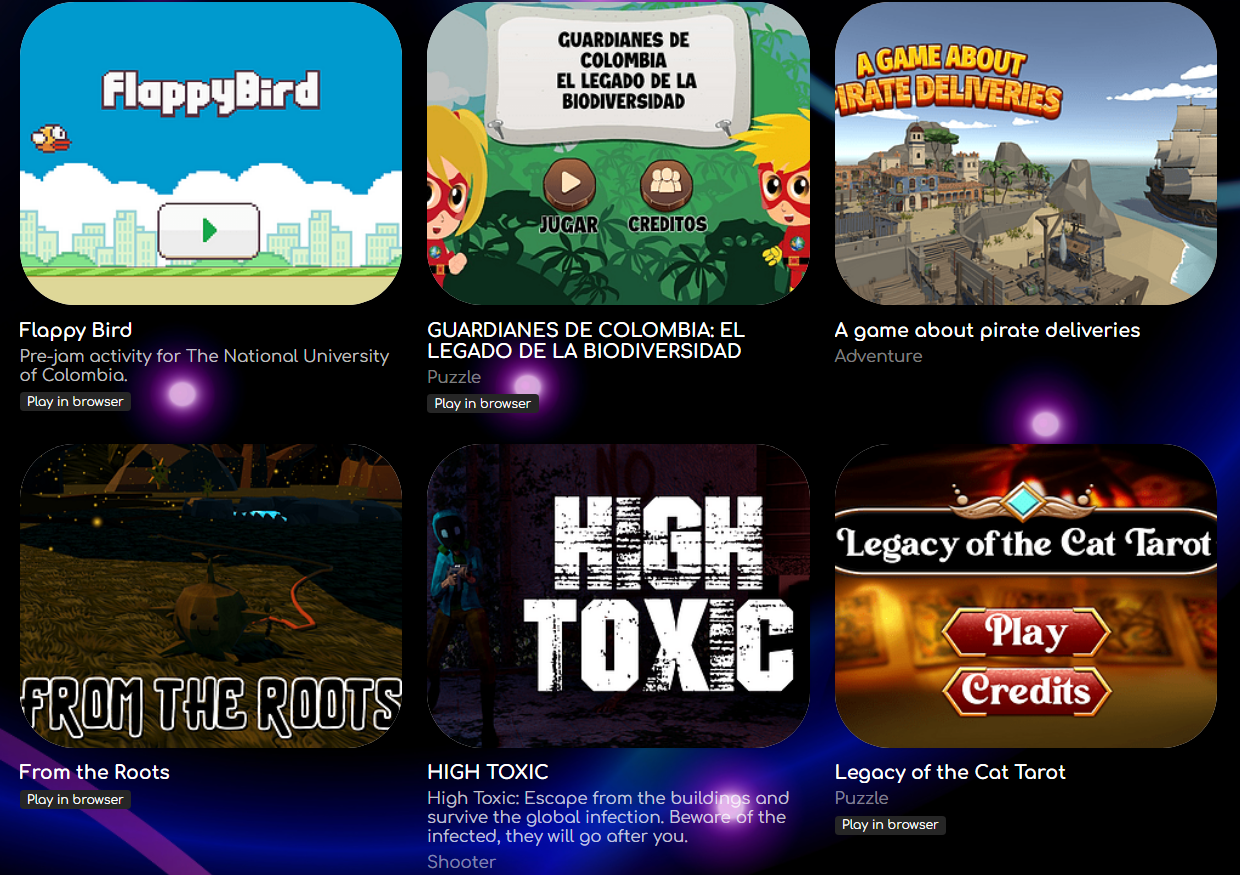 FlappyBird
GUARDIANES DE
COLOMBIA
EL LEGADO DE LA
BIODIVERSIDAD
JUGAR
CREDITOS
A GAME ABOUT
IRATE DELIVERIES
Flappy Bird
Pre-jam activity for The National University
of Colombia.
Play in browser
GUARDIANES DE COLOMBIA: EL
LEGADO DE LA BIODIVERSIDAD
Puzzle
Play in browser
A game about pirate deliveries
Adventure
FROM THE ROOTS
NO
HIGH
TOXIC
Legacy of the Cat Tarot
Play
Credits
From the Roots
Play in browser
HIGH TOXIC
High Toxic: Escape from the buildings and
survive the global infection. Beware of the
infected, they will go after you.
Shooter
Legacy of the Cat Tarot
Puzzle
Play in browser